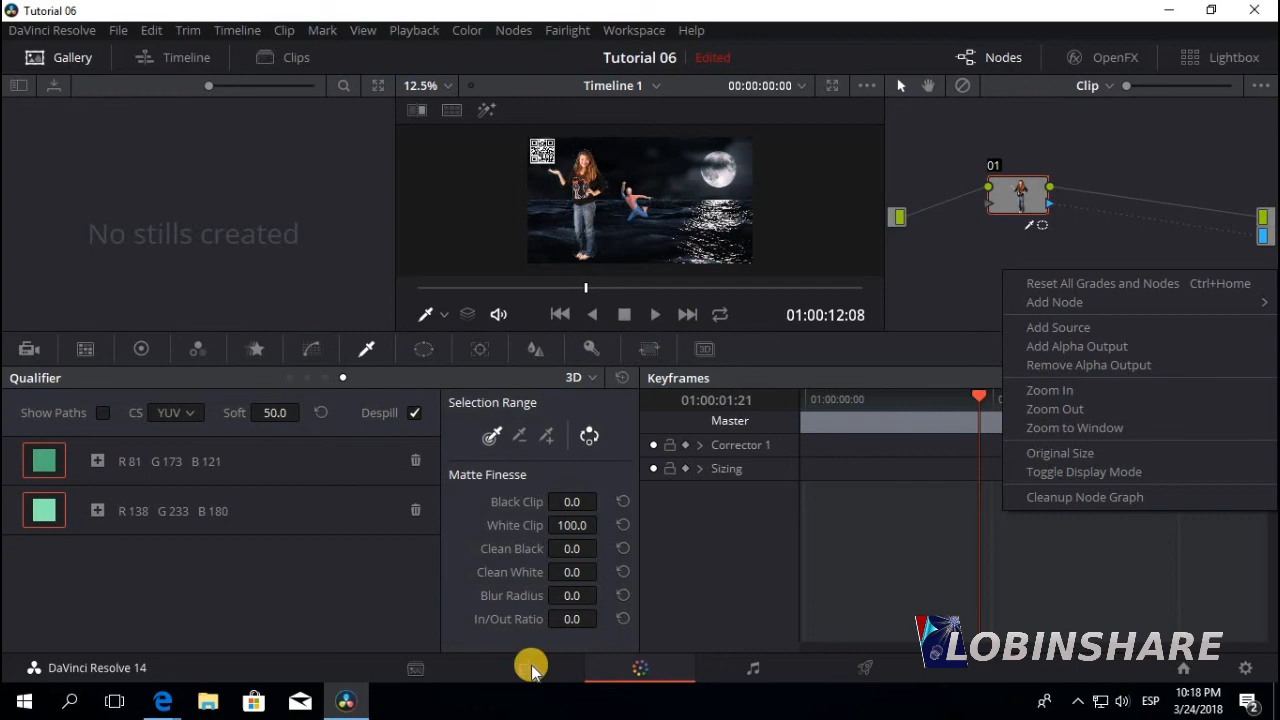 Tutorial 06
DaVinci Resolve File Edit Trim Timeline Clip Mark View Playback Color Nodes Fairlight Workspace Help
Gallery Timeline Clips Tutorial 06 Edited Nodes OpenFX Lightbox
12.5% Timeline 1 00:00:00:00 Clip
01
No stills created
01:00:12:08
Reset All Grades and Nodes Ctrl+Home
Add Node
Add Source
Add Alpha Output
Remove Alpha Output
Zoom In
Zoom Out
Zoom to Window
Original Size
Toggle Display Mode
Cleanup Node Graph
Qualifier 3D Keyframes
Show Paths CS YUV Soft 50.0 Despill
R 81 G 173 B 121
R 138 G 233 B 180
Selection Range
Matte Finesse
Black Clip 0.0
White Clip 100.0
Clean Black 0.0
Clean White 0.0
Blur Radius 0.0
In/Out Ratio 0.0
01:00:01:21 01:00:00:00
Master
Corrector 1
Sizing
LOBINSHARE
DaVinci Resolve 14
ESP
10:18 PM
3/24/2018
2